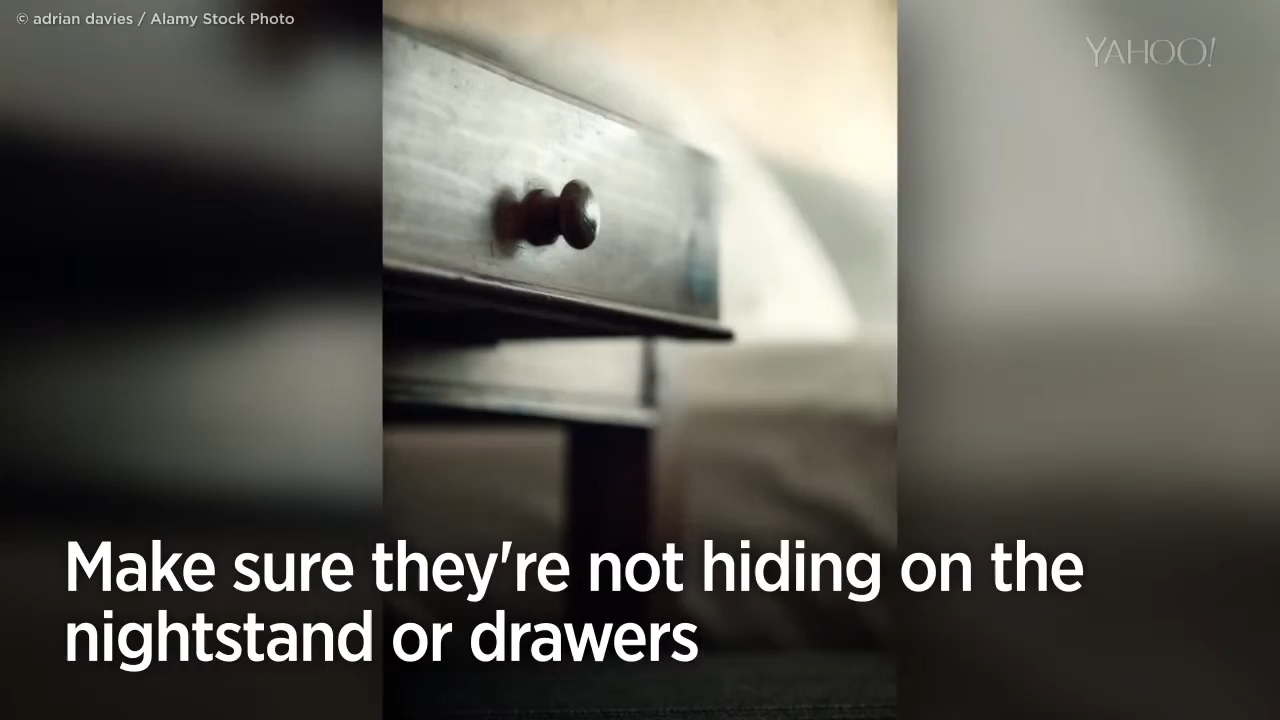 © adrian davies / Alamy Stock Photo
YAHOO!
Make sure they're not hiding on the
nightstand or drawers